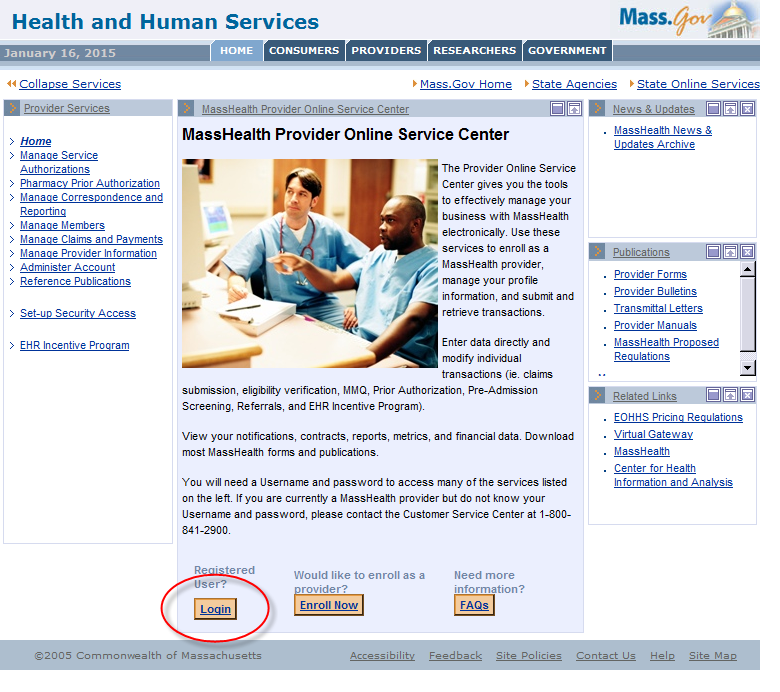 Health and Human Services
Mass.Gov
January 16, 2015
HOME CONSUMERS PROVIDERS RESEARCHERS GOVERNMENT
Collapse Services
Mass.Gov Home State Agencies State Online Services
Provider Services
Home
Manage Service
Authorizations
Pharmacy Prior Authorization
Manage Correspondence and
Reporting
Manage Members
Manage Claims and Payments
Manage Provider Information
Administer Account
Reference Publications
Set-up Security Access
EHR Incentive Program
MassHealth Provider Online Service Center
MassHealth Provider Online Service Center
The Provider Online Service
Center gives you the tools
to effectively manage your
business with MassHealth
electronically. Use these
services to enroll as a
MassHealth provider,
manage your profile
information, and submit and
retrieve transactions.
Enter data directly and
modify individual
transactions (ie. claims
submission, eligibility verification, MMQ, Prior Authorization, Pre-Admission
Screening, Referrals, and EHR Incentive Program).
View your notifications, contracts, reports, metrics, and financial data. Download
most MassHealth forms and publications.
You will need a Username and password to access many of the services listed
on the left. If you are currently a MassHealth provider but do not know your
Username and password, please contact the Customer Service Center at 1-800-
841-2900.
Registered
User?
Login
Would like to enroll as a
provider?
Enroll Now
Need more
information?
FAQs
News & Updates
MassHealth News &
Updates Archive
Publications
Provider Forms
Provider Bulletins
Transmittal Letters
Provider Manuals
MassHealth Proposed
Regulations
Related Links
EOHHS Pricing Regulations
Virtual Gateway
MassHealth
Center for Health
Information and Analysis
©2005 Commonwealth of Massachusetts
Accessibility Feedback Site Policies Contact Us Help Site Map